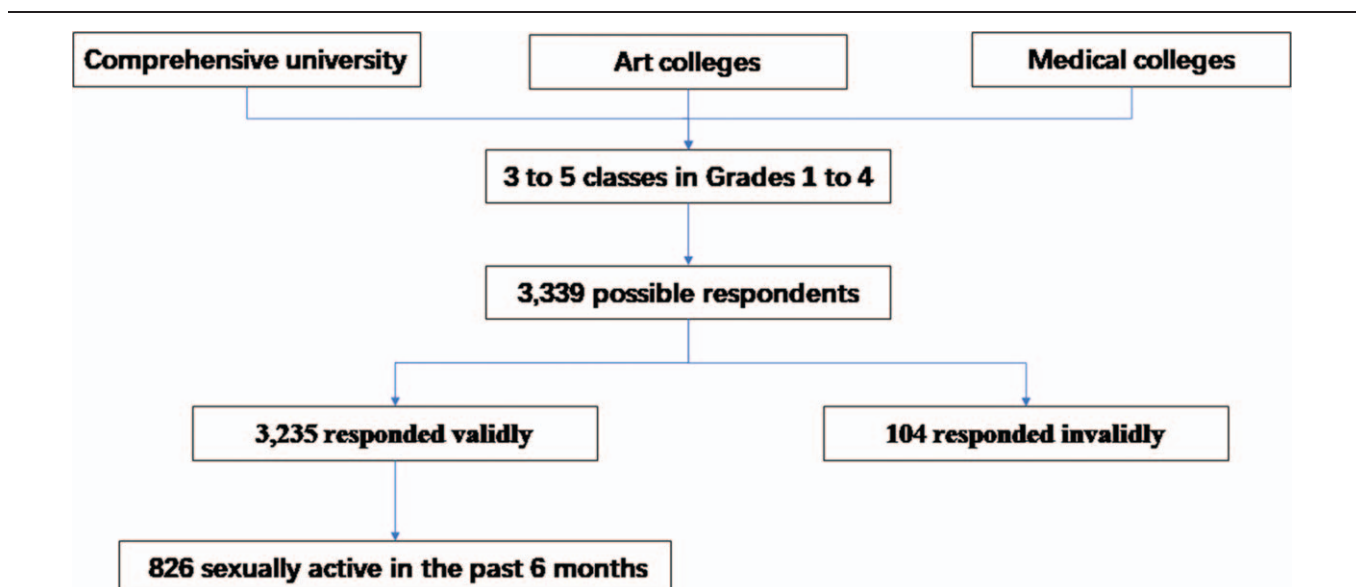 Comprehensive university
Art colleges
Medical colleges
3 to 5 classes in Grades 1 to 4
3,339 possible respondents
3,235 responded validly
104 responded invalidly
826 sexually active in the past 6 months